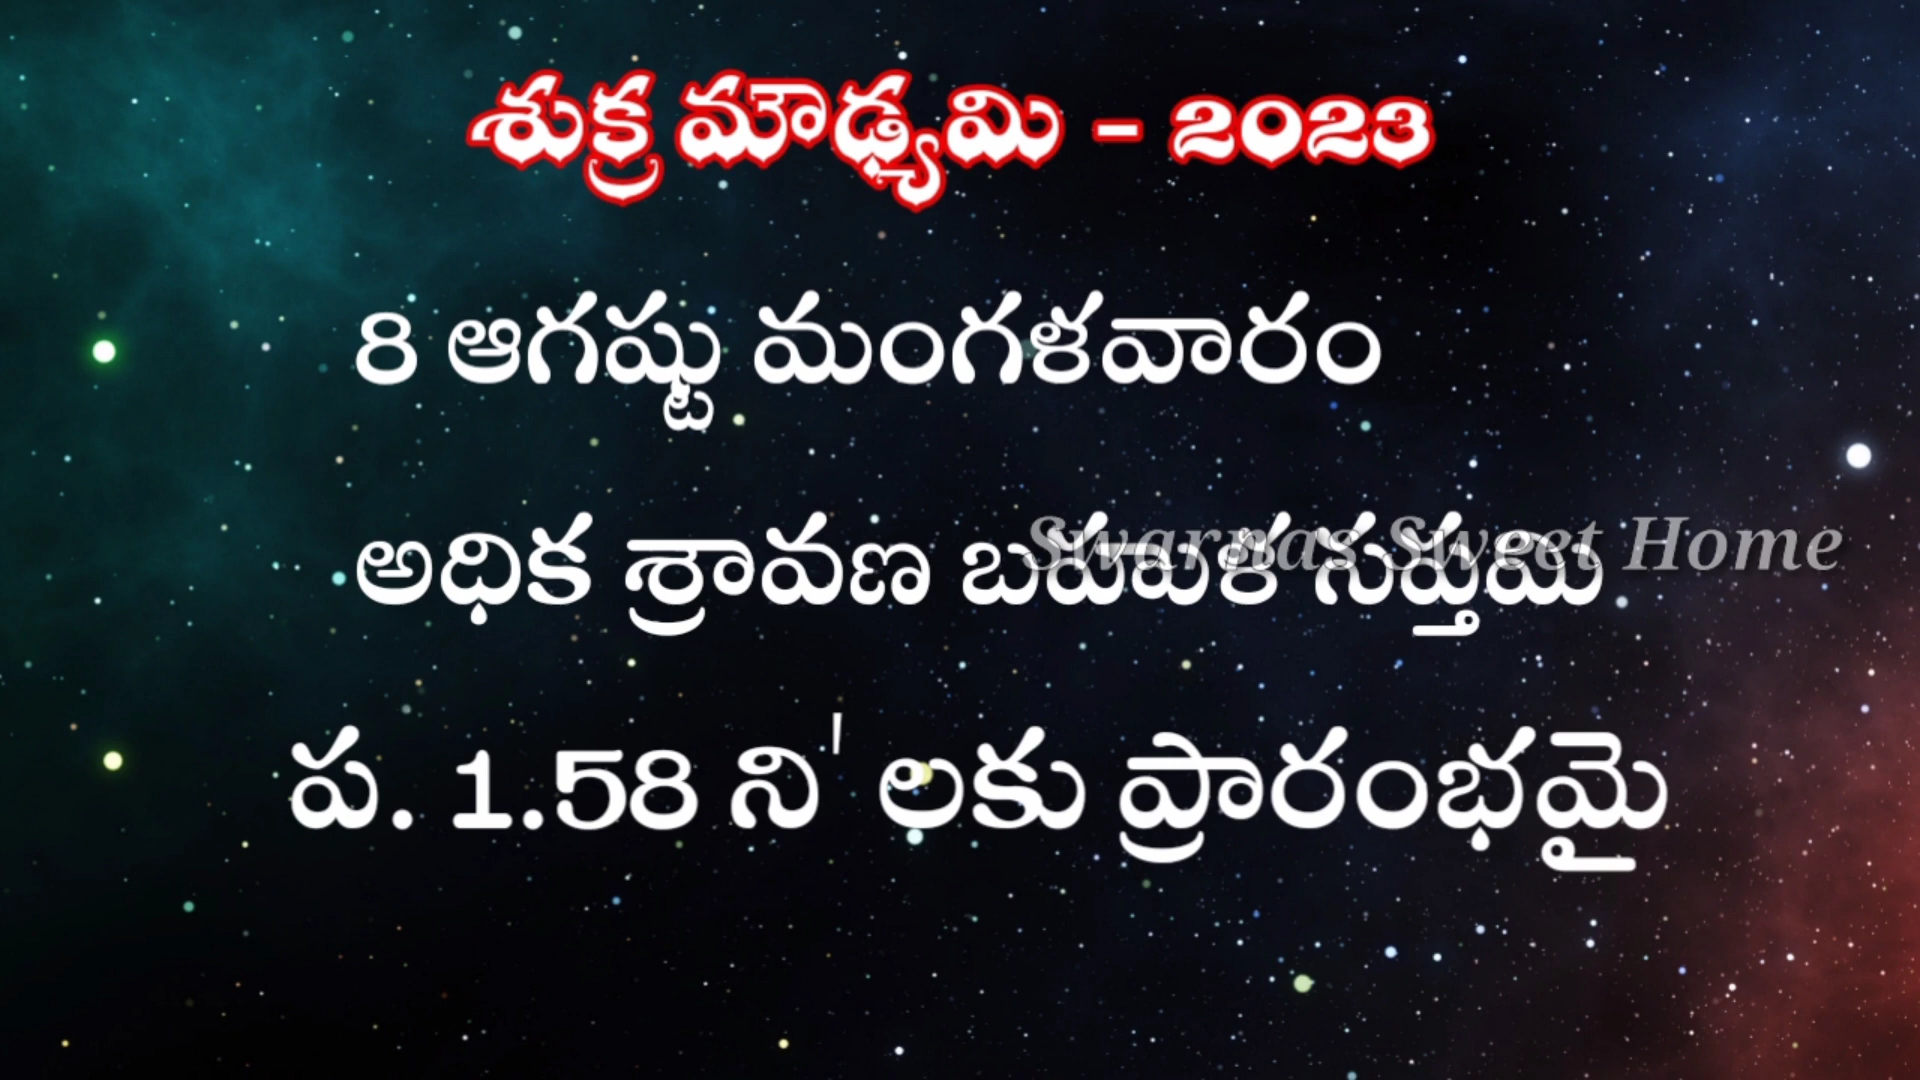 శుక్ర మౌఢ్యమి - 2023
8 ఆగష్టు మంగళవారం
అధిక శ్రావణ బహుళ సప్తమి
Swarnas Sweet Home
ప. 1.58 ని' లకు ప్రారంభమై